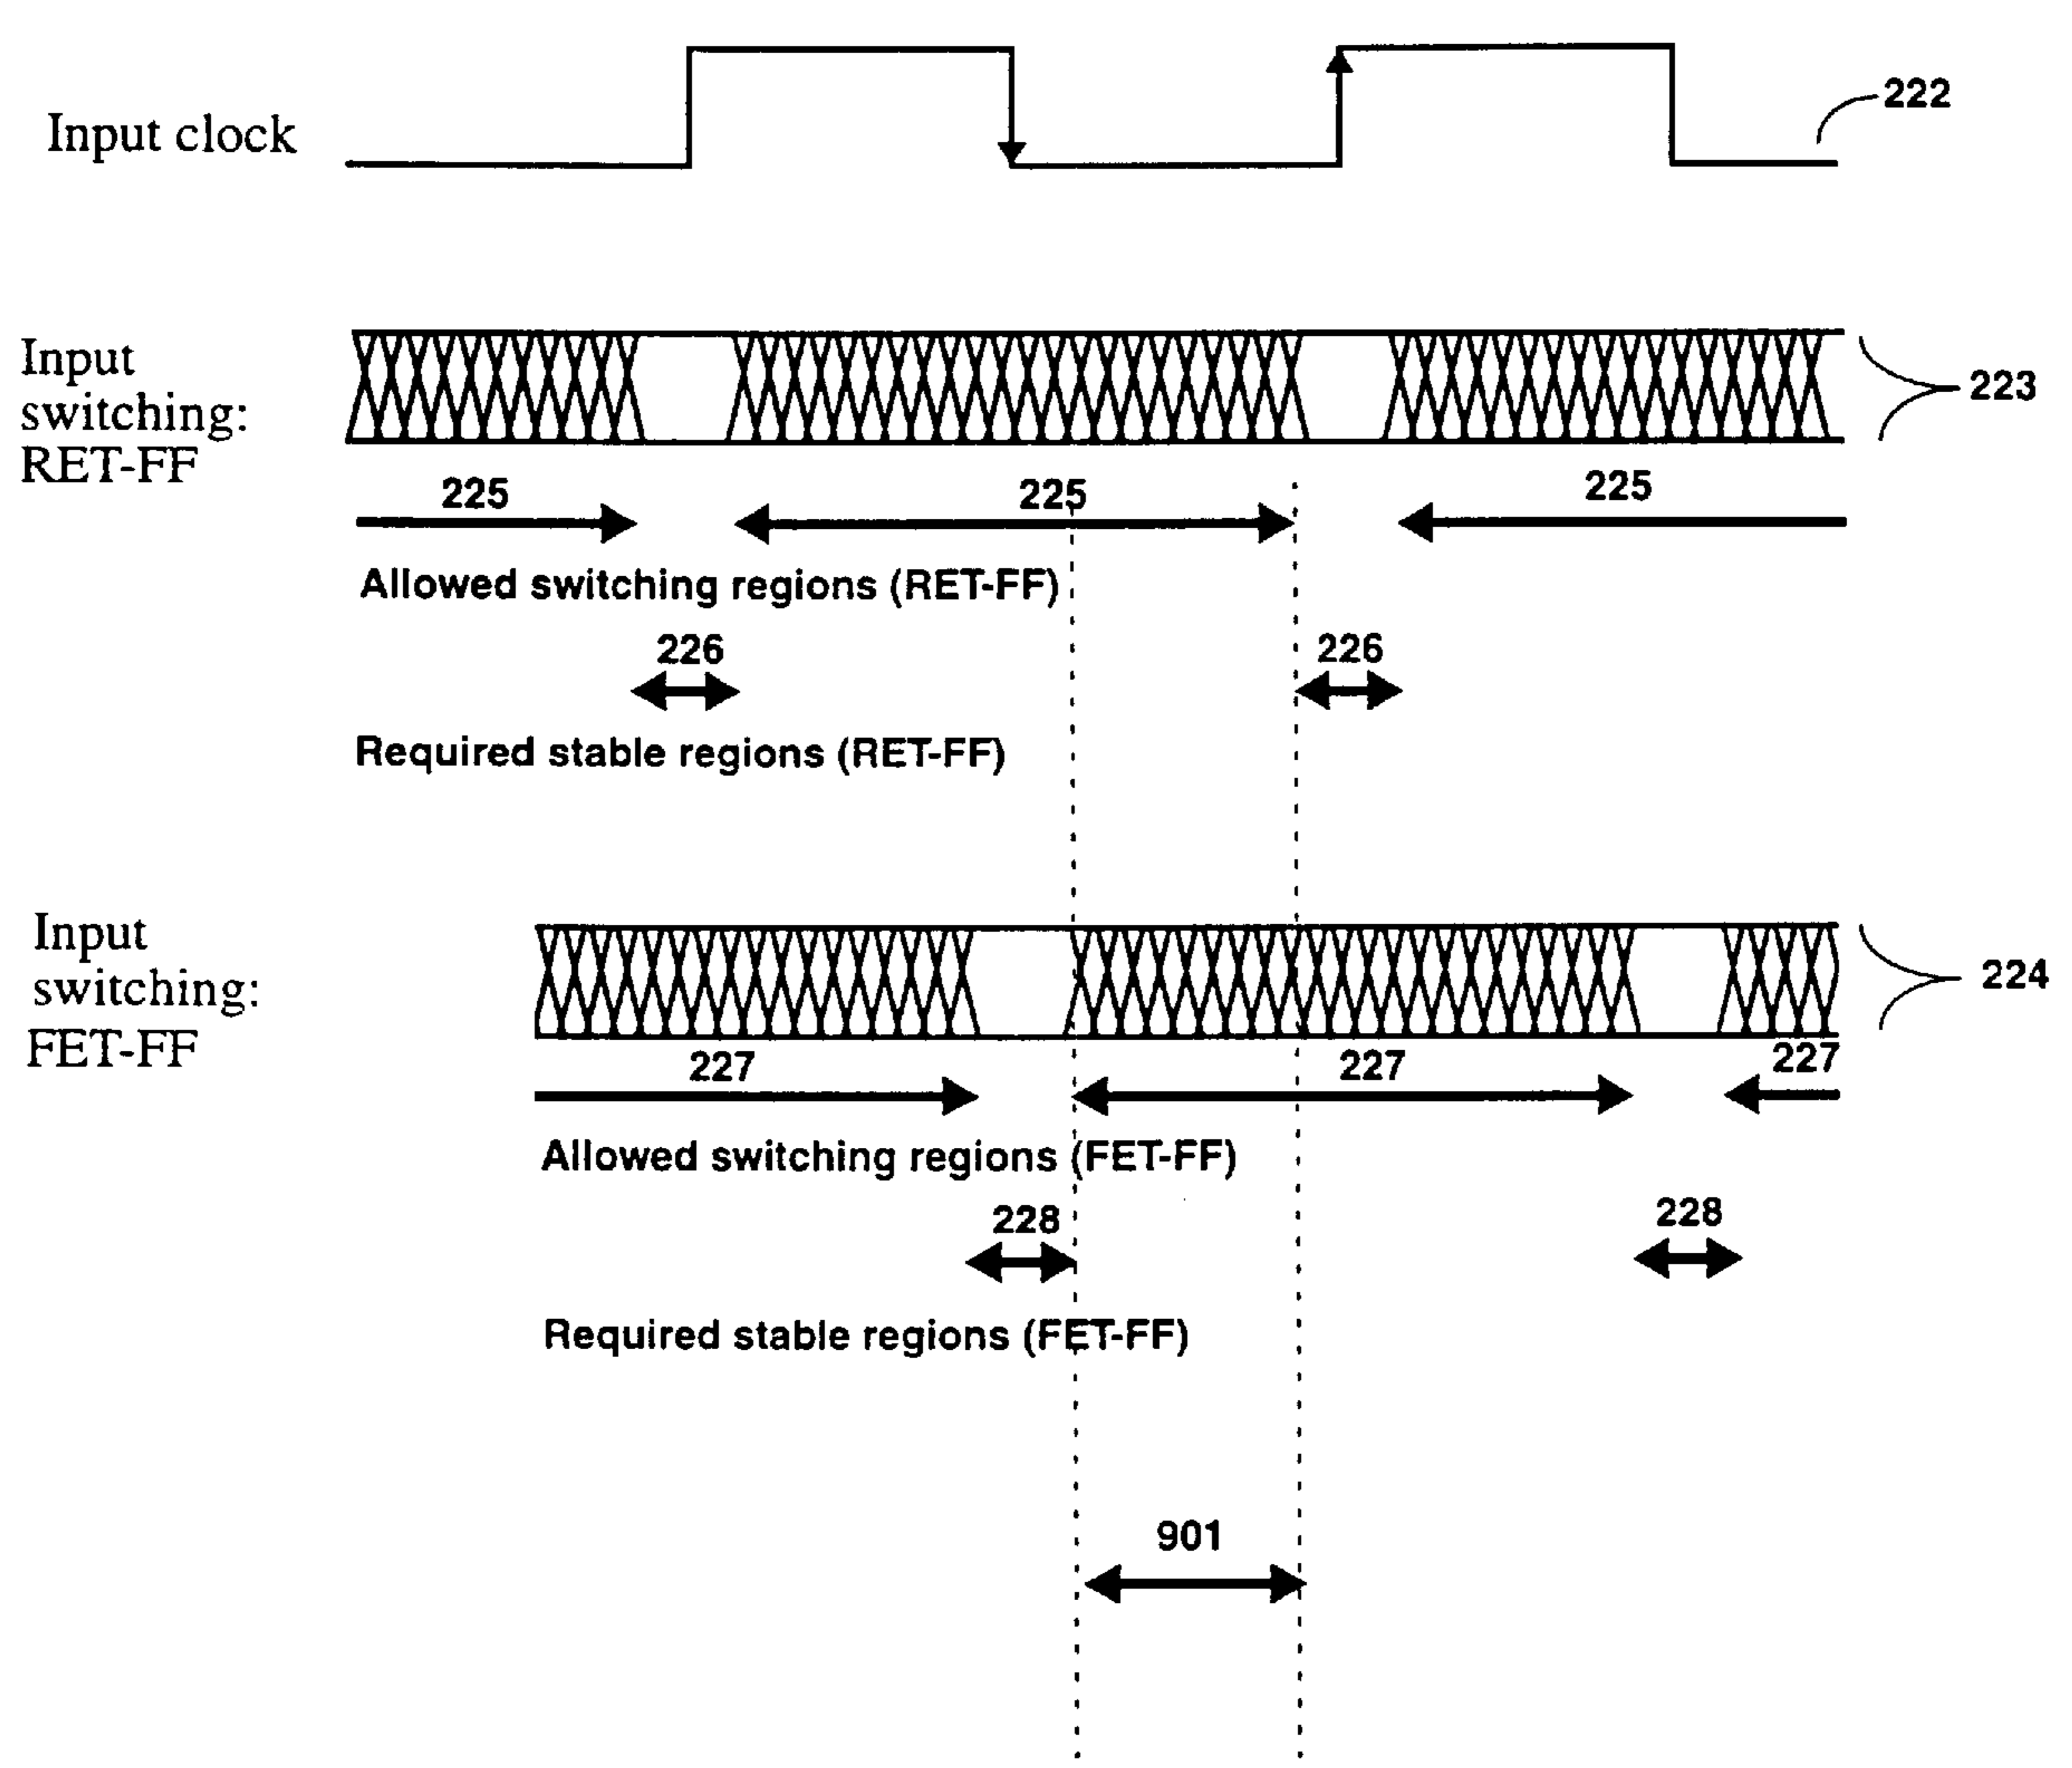 Input clock
222
Input
switching:
RET-FF
223
225
225
225
Allowed switching regions (RET-FF)
226
226
Required stable regions (RET-FF)
Input
switching:
FET-FF
224
227
227
227
Allowed switching regions (FET-FF)
228
228
Required stable regions (FET-FF)
901